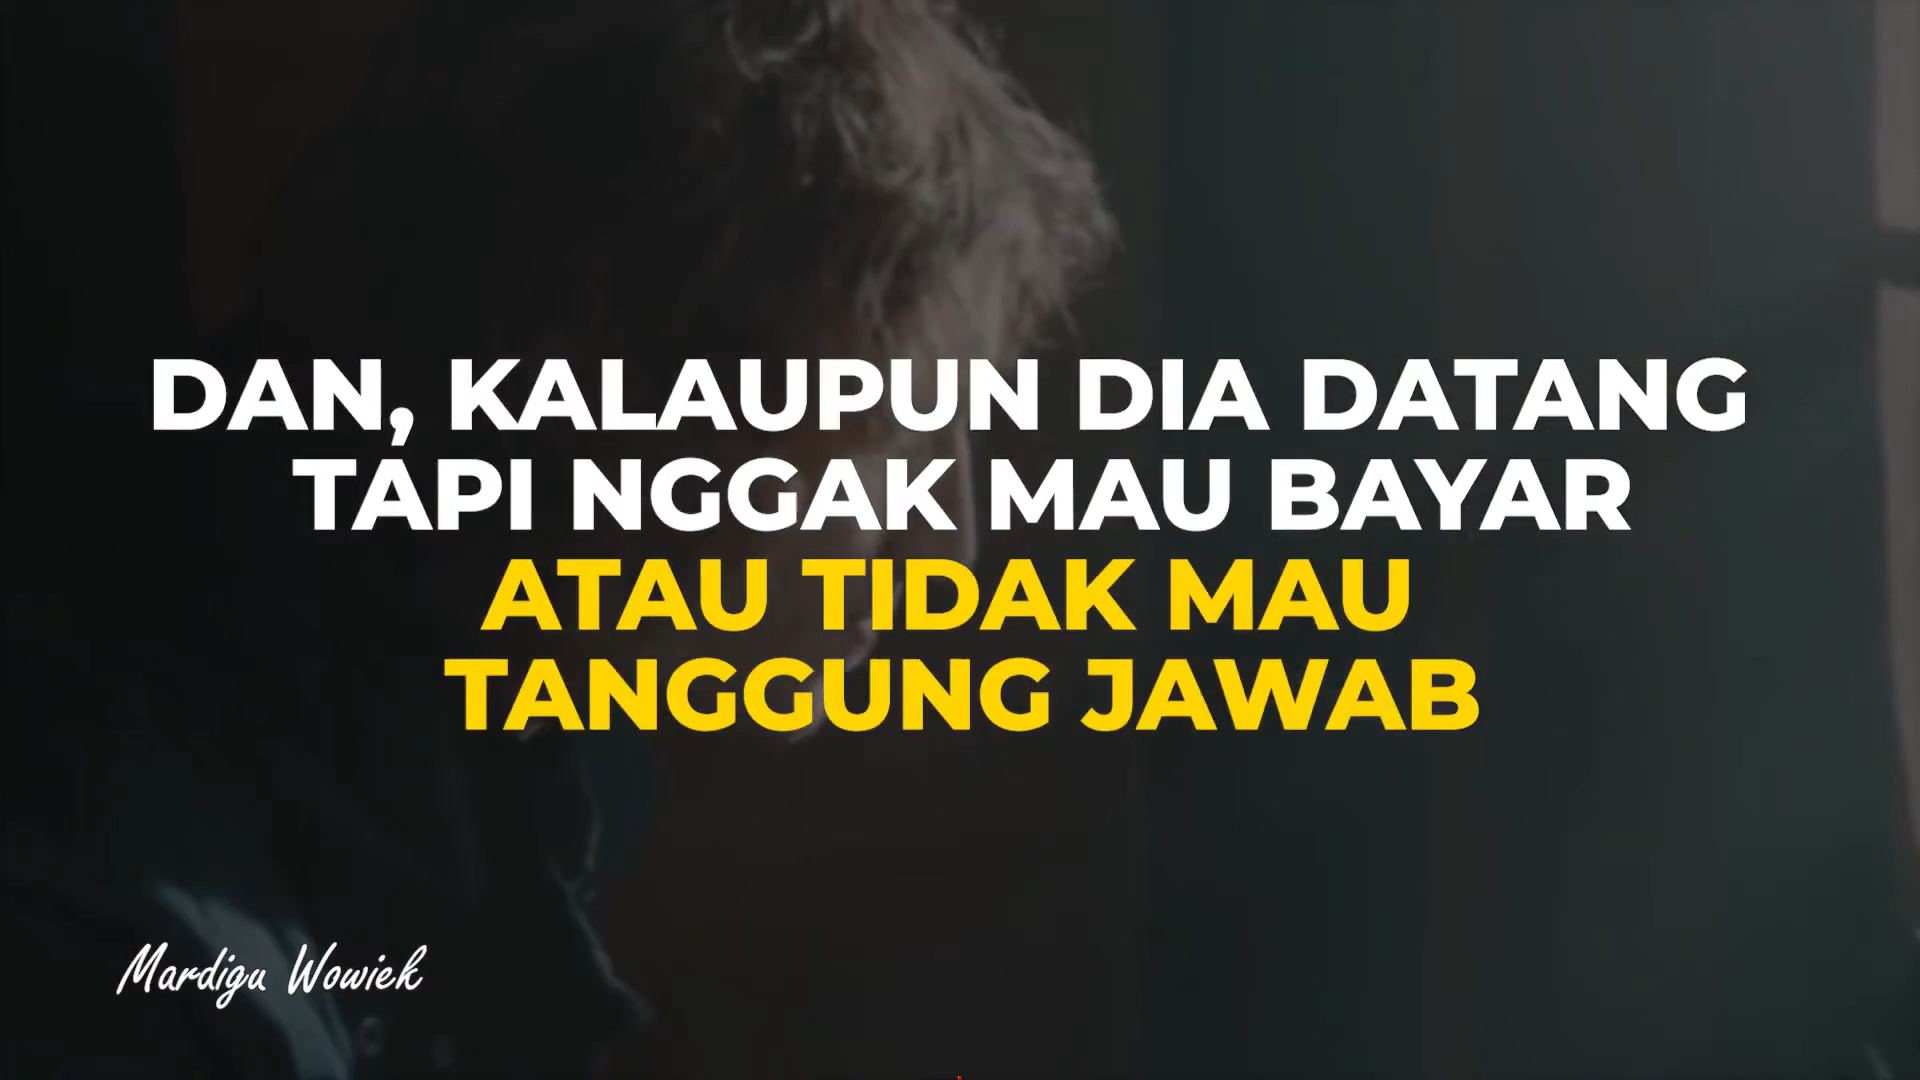 DAN, KALAUPUN DIA DATANG
TAPI NGGAK MAU BAYAR
ATAU TIDAK MAU
TANGGUNG JAWAB
Mardigu Wowiek